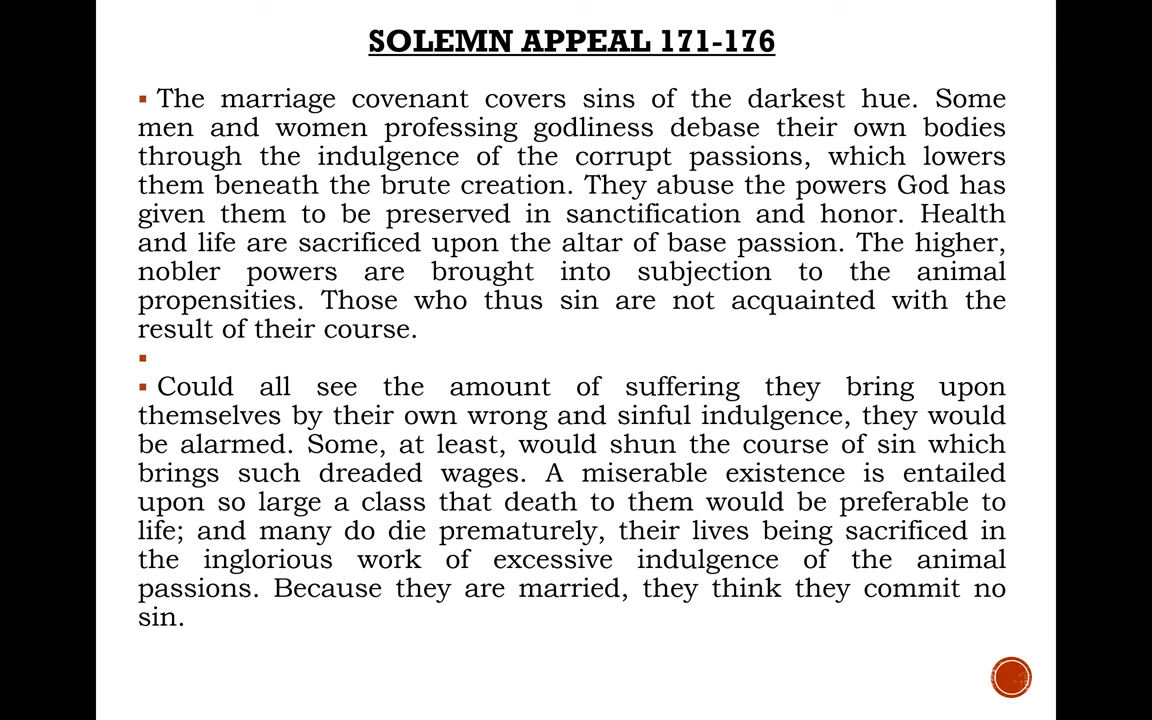 SOLEMN APPEAL 171-176
The marriage covenant covers sins of the darkest hue. Some
men and women professing godliness debase their own bodies
through the indulgence of the corrupt passions, which lowers
them beneath the brute creation. They abuse the powers God has
given them to be preserved in sanctification and honor. Health
and life are sacrificed upon the altar of base passion. The higher,
nobler powers are brought into subjection to the animal
propensities. Those who thus sin are not acquainted with the
result of their course.
Could all see the amount of suffering they bring upon
themselves by their own wrong and sinful indulgence, they would
be alarmed. Some, at least, would shun the course of sin which
brings such dreaded wages. A miserable existence is entailed
upon so large a class that death to them would be preferable to
life; and many do die prematurely, their lives being sacrificed in
the inglorious work of excessive indulgence of the animal
passions. Because they are married, they think they commit no
sin.